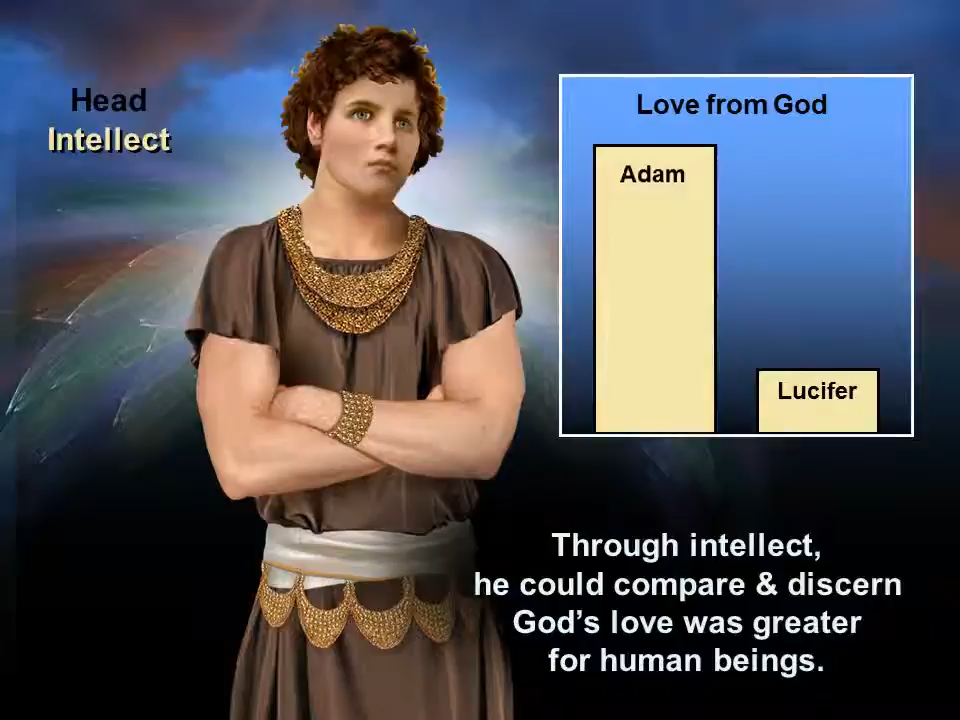 Head
Intellect
Love from God
Adam
Lucifer
Through intellect,
he could compare & discern
God’s love was greater
for human beings.